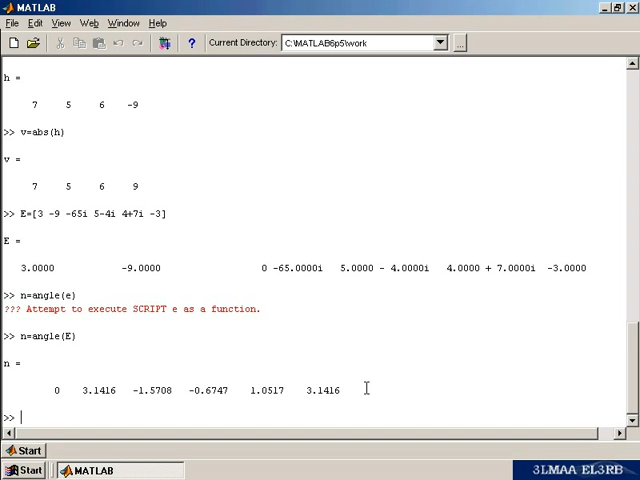 MATLAB
File Edit View Web Window Help
Current Directory: C:\MATLAB6p5\work ...
h =
7 5 6 -9
>> v=abs(h)
v =
7 5 6 9
>> E=[3 -9 -65i 5-4i 4+7i -3]
E =
3.0000 -9.0000 0 -65.0000i 5.0000 - 4.0000i 4.0000 + 7.0000i -3.0000
>> n=angle(e)
??? Attempt to execute SCRIPT e as a function.
>> n=angle(E)
n =
0 3.1416 -1.5708 -0.6747 1.0517 3.1416
>>
Start
Start MATLAB 3LMAA EL3RB